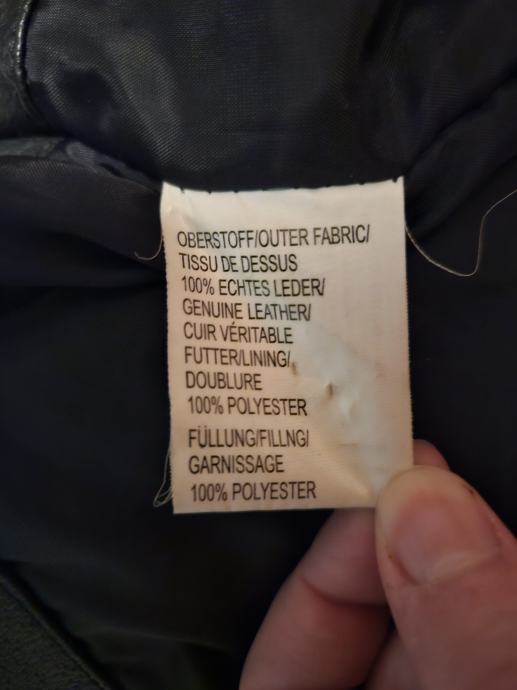 OBERSTOFF/OUTER FABRIC/
TISSU DE DESSUS
100% ECHTES LEDER/
GENUINE LEATHER/
CUIR VÉRITABLE
FUTTER/LINING/
DOUBLURE
100% POLYESTER
FÜLLUNG/FILLNG/
GARNISSAGE
100% POLYESTER